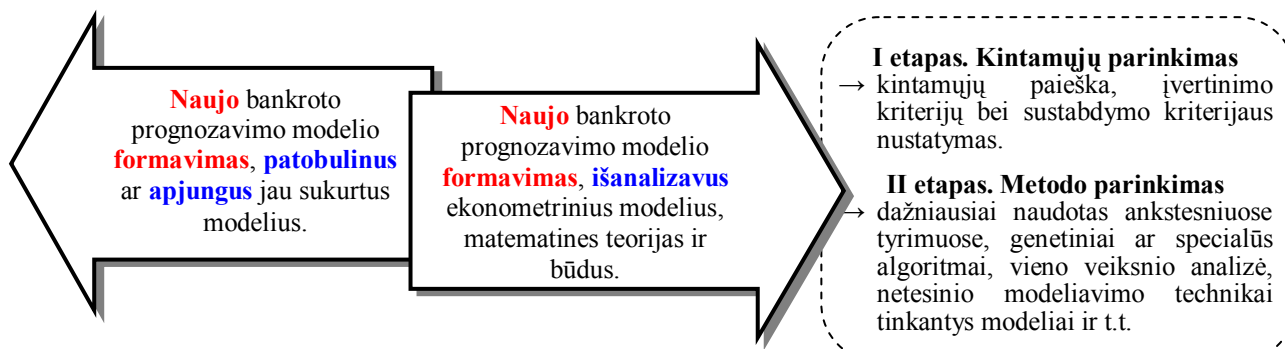 Naujo bankroto
prognozavimo modelio
formavimas, patobulinus
ar apjungus jau sukurtus
modelius.
Naujo bankroto
prognozavimo modelio
formavimas, išanalizavus
ekonometrinius modelius,
matematines teorijas ir
būdus.
I etapas. Kintamųjų parinkimas
→ kintamųjų paieška, įvertinimo
kriterijų bei sustabdymo kriterijaus
nustatymas.
II etapas. Metodo parinkimas
→ dažniausiai naudotas ankstesniuose
tyrimuose, genetiniai ar specialūs
algoritmai, vieno veiksnio analizė,
netesinio modeliavimo technikai
tinkantys modeliai ir t.t.